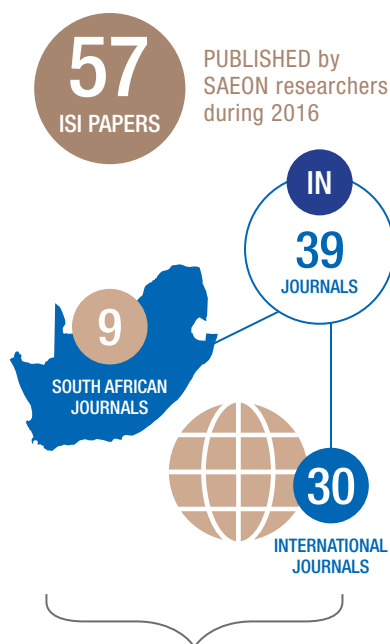 57
ISI PAPERS
PUBLISHED by
SAEON researchers
during 2016
IN
39
JOURNALS
9
SOUTH AFRICAN
JOURNALS
30
INTERNATIONAL
JOURNALS